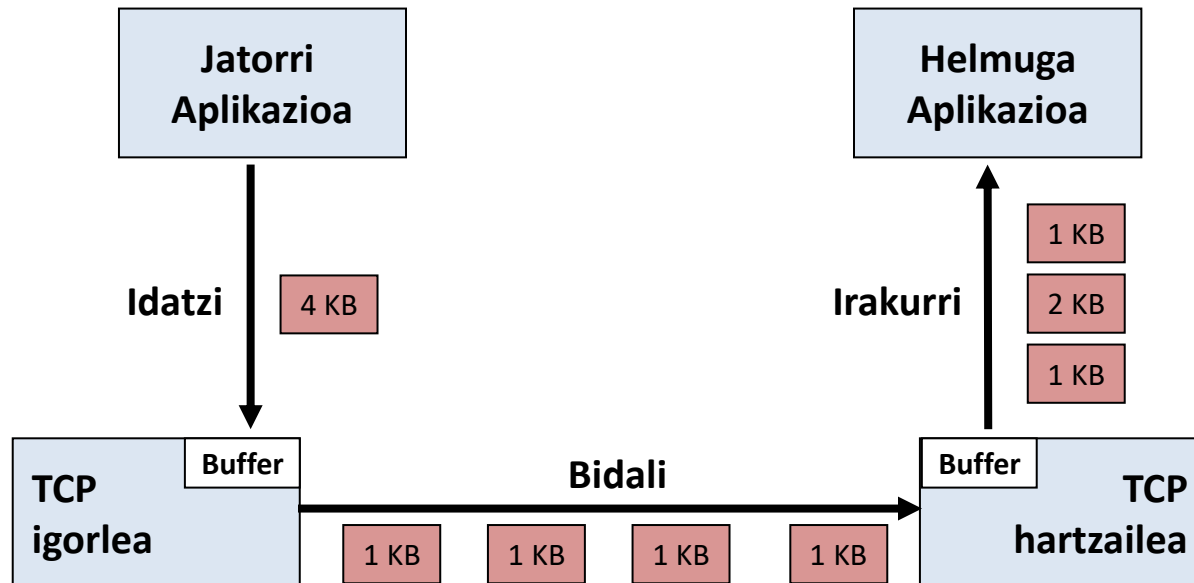 Jatorri
Aplikazioa
Helmuga
Aplikazioa
Idatzi
4 KB
Irakurri
1 KB
2 KB
1 KB
Buffer
TCP
igorlea
Bidali
1 KB
1 KB
1 KB
1 KB
Buffer
TCP
hartzailea